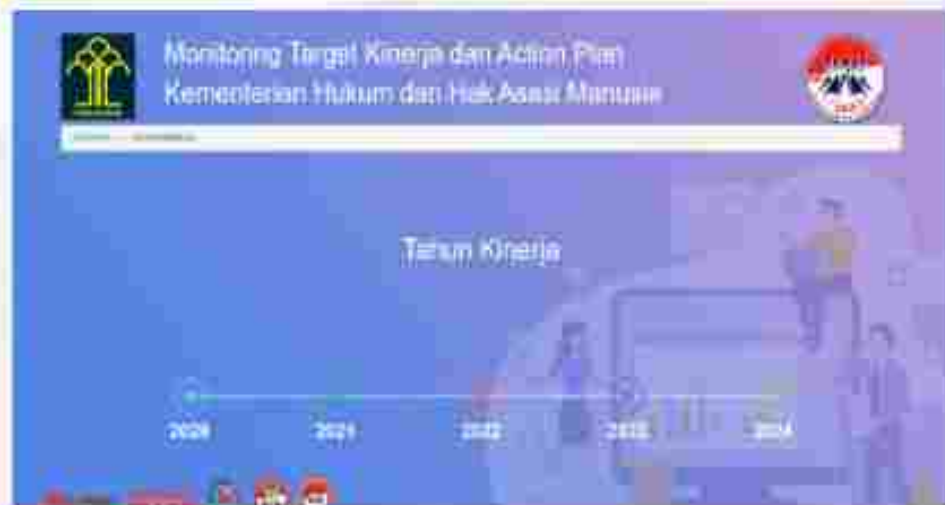 Monitoring Target Kinerja dan Action Plan
Kementerian Hukum dan Hak Asasi Manusia
Tahun Kinerja
2020 2021 2022 2023 2024